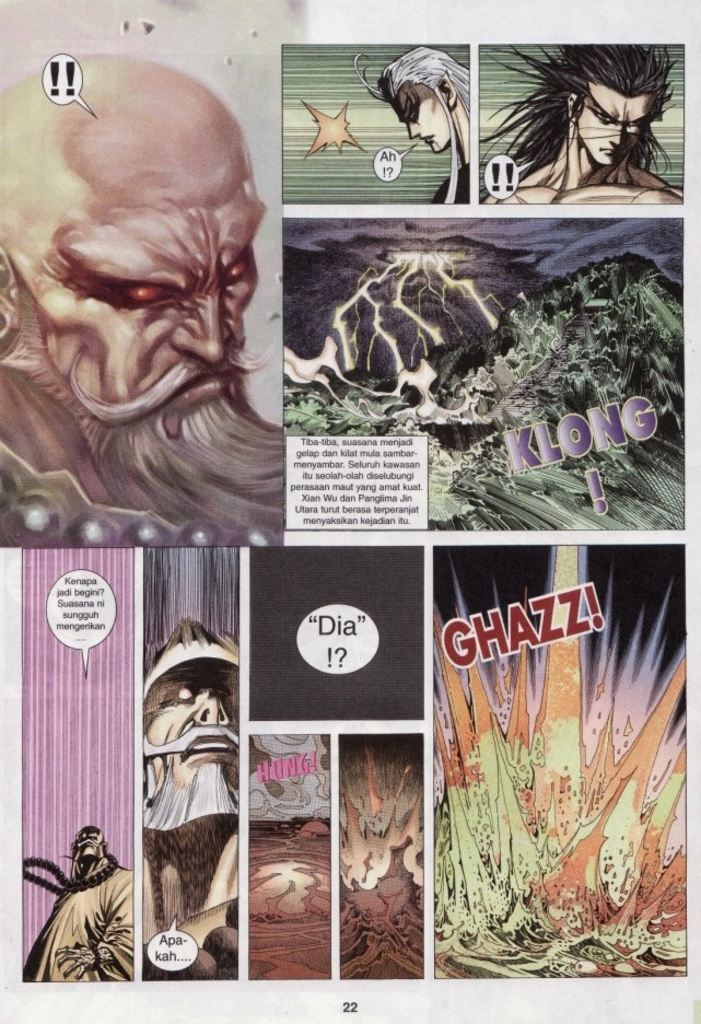 !!
Ah
!?
!!
Tiba-tiba, suasana menjadi
gelap dan kilat mula sambar-
menyambar. Seluruh kawasan
itu seolah-olah diselubungi
perasaan maut yang amat kuat.
Xian Wu dan Panglima Jin
Utara turut berasa terperanjat
menyaksikan kejadian itu.
KLONG
!
Kenapa
jadi begini?
Suasana ni
sungguh
mengerikan
....
Apa-
kah....
“Dia”
!?
HUNG!
GHAZZ!
22